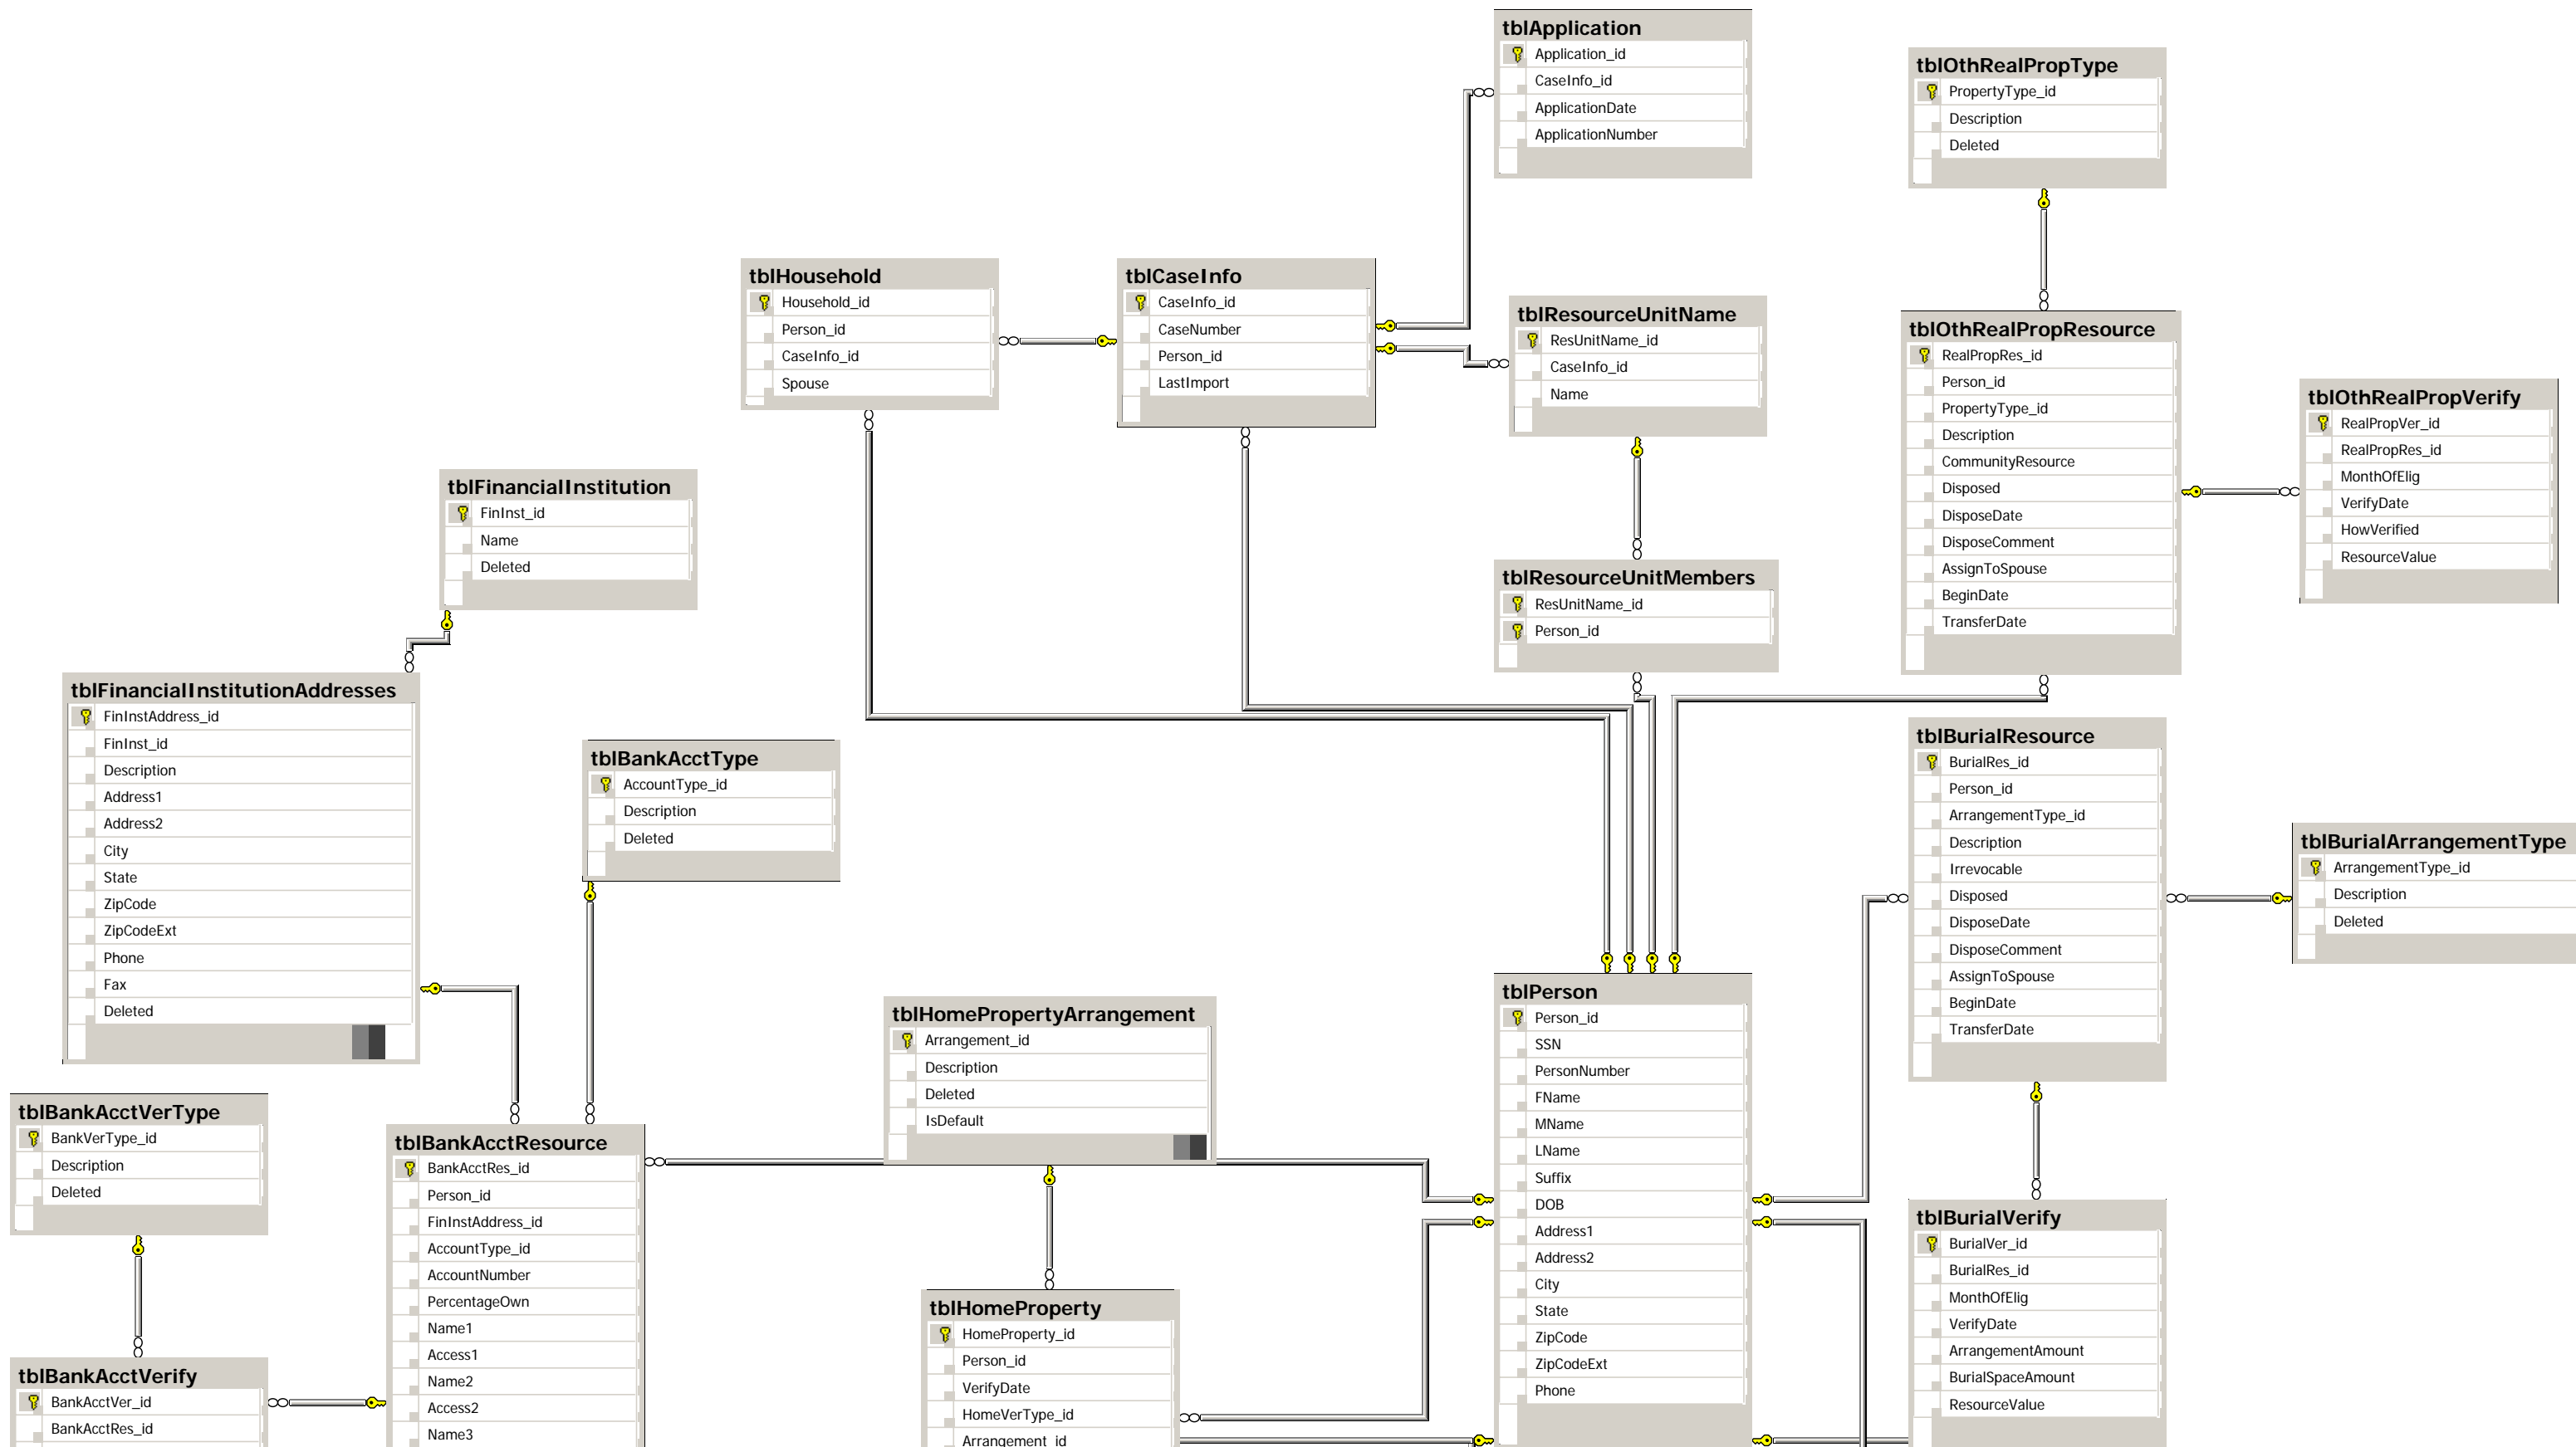 tblApplication
Application_id
CaseInfo_id
ApplicationDate
ApplicationNumber
tblOthRealPropType
PropertyType_id
Description
Deleted
tblHousehold
Household_id
Person_id
CaseInfo_id
Spouse
tblCaseInfo
CaseInfo_id
CaseNumber
Person_id
LastImport
tblResourceUnitName
ResUnitName_id
CaseInfo_id
Name
tblOthRealPropResource
RealPropRes_id
Person_id
PropertyType_id
Description
CommunityResource
Disposed
DisposeDate
DisposeComment
AssignToSpouse
BeginDate
TransferDate
tblOthRealPropVerify
RealPropVer_id
RealPropRes_id
MonthOfElig
VerifyDate
HowVerified
ResourceValue
tblFinancialInstitution
FinInst_id
Name
Deleted
tblResourceUnitMembers
ResUnitName_id
Person_id
tblFinancialInstitutionAddresses
FinInstAddress_id
FinInst_id
Description
Address1
Address2
City
State
ZipCode
ZipCodeExt
Phone
Fax
Deleted
tblBankAcctType
AccountType_id
Description
Deleted
tblBurialResource
BurialRes_id
Person_id
ArrangementType_id
Description
Irrevocable
Disposed
DisposeDate
DisposeComment
AssignToSpouse
BeginDate
TransferDate
tblBurialArrangementType
ArrangementType_id
Description
Deleted
tblHomePropertyArrangement
Arrangement_id
Description
Deleted
IsDefault
tblPerson
Person_id
SSN
PersonNumber
FName
MName
LName
Suffix
DOB
Address1
Address2
City
State
ZipCode
ZipCodeExt
Phone
tblBankAcctVerType
BankVerType_id
Description
Deleted
tblBankAcctResource
BankAcctRes_id
Person_id
FinInstAddress_id
AccountType_id
AccountNumber
PercentageOwn
Name1
Access1
Name2
Access2
Name3
tblBurialVerify
BurialVer_id
BurialRes_id
MonthOfElig
VerifyDate
ArrangementAmount
BurialSpaceAmount
ResourceValue
tblHomeProperty
HomeProperty_id
Person_id
VerifyDate
HomeVerType_id
Arrangement_id
tblBankAcctVerify
BankAcctVer_id
BankAcctRes_id